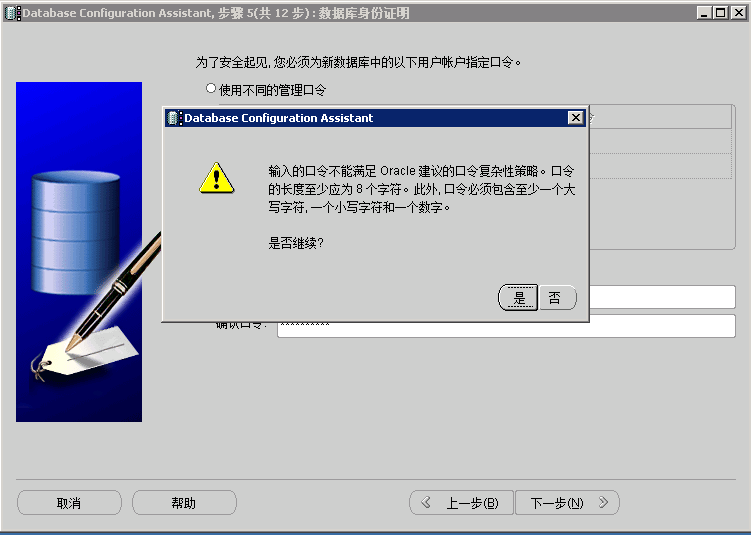 Database Configuration Assistant, 步骤 5(共 12 步) : 数据库身份证明
为了安全起见, 您必须为新数据库中的以下用户帐户指定口令。
使用不同的管理口令
Database Configuration Assistant
输入的口令不能满足 Oracle 建议的口令复杂性策略。口令
的长度至少应为 8 个字符。此外, 口令必须包含至少一个大
写字符, 一个小写字符和一个数字。
是否继续?
是
否
确认口令:
**********
取消
帮助
上一步(B)
下一步(N)